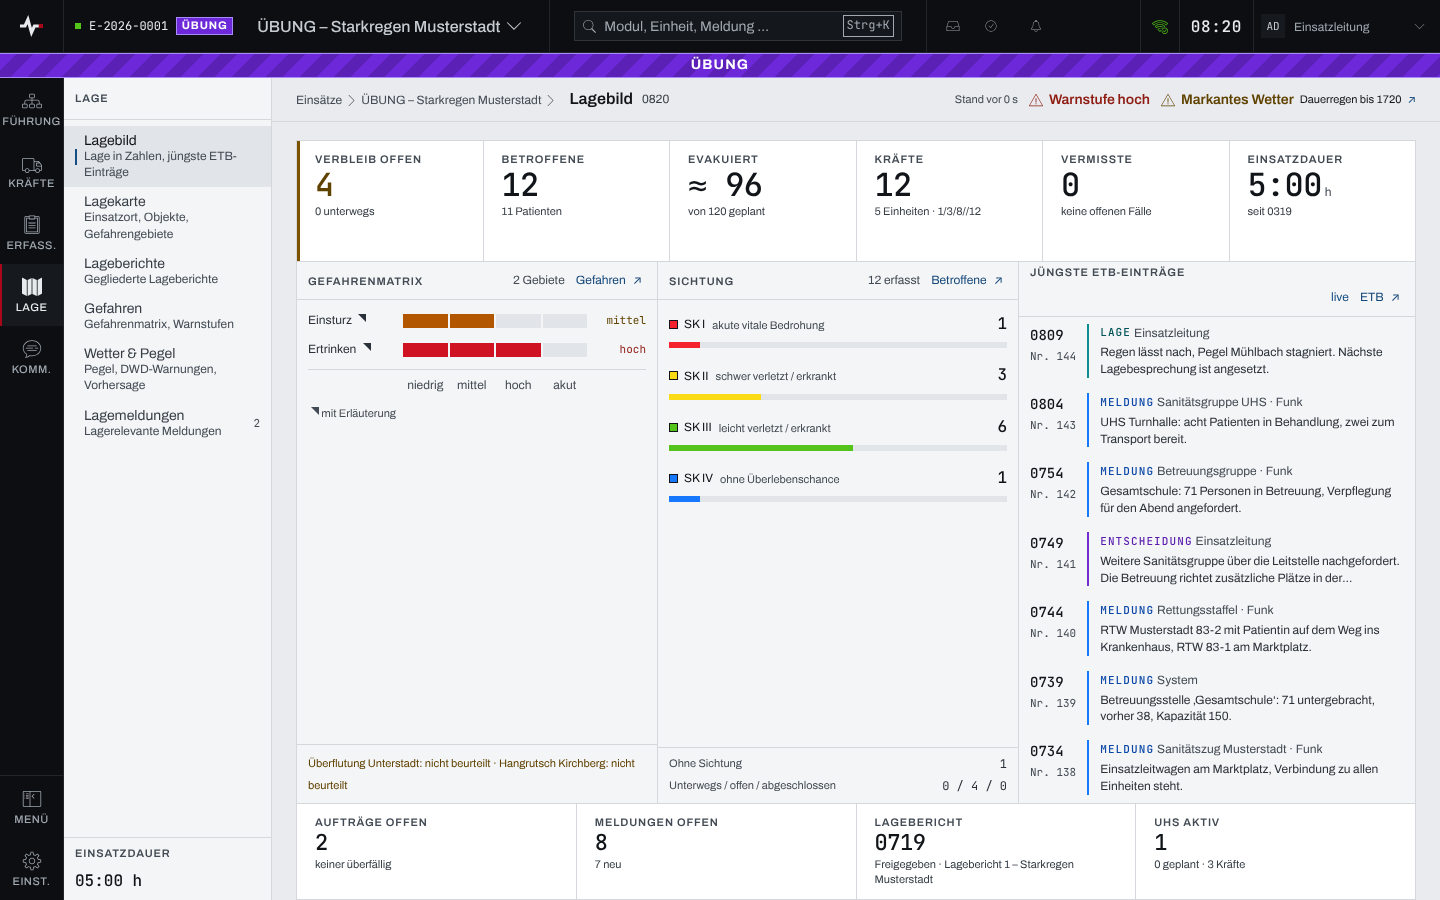 E-2026-0001 ÜBUNG ÜBUNG – Starkregen Musterstadt
Modul, Einheit, Meldung ... Strg+K
08:20 AD Einsatzleitung
ÜBUNG
FÜHRUNG
KRÄFTE
ERFASS.
LAGE
KOMM.
MENÜ
EINST.
LAGE
Lagebild
Lage in Zahlen, jüngste ETB-
Einträge
Lagekarte
Einsatzort, Objekte,
Gefahrengebiete
Lageberichte
Gegliederte Lageberichte
Gefahren
Gefahrenmatrix, Warnstufen
Wetter & Pegel
Pegel, DWD-Warnungen,
Vorhersage
Lagemeldungen 2
Lagerelevante Meldungen
EINSATZDAUER
05:00 h
Einsätze ÜBUNG – Starkregen Musterstadt Lagebild 0820
Stand vor 0 s Warnstufe hoch Markantes Wetter Dauerregen bis 1720 ↗
VERBLEIB OFFEN
4
0 unterwegs
BETROFFENE
12
11 Patienten
EVAKUIERT
≈ 96
von 120 geplant
KRÄFTE
12
5 Einheiten · 1/3/8//12
VERMISSTE
0
keine offenen Fälle
EINSATZDAUER
5:00 h
seit 0319
GEFAHRENMATRIX 2 Gebiete Gefahren ↗
Einsturz mittel
Ertrinken hoch
niedrig mittel hoch akut
mit Erläuterung
Überflutung Unterstadt: nicht beurteilt · Hangrutsch Kirchberg: nicht
beurteilt
SICHTUNG 12 erfasst Betroffene ↗
SK I akute vitale Bedrohung 1
SK II schwer verletzt / erkrankt 3
SK III leicht verletzt / erkrankt 6
SK IV ohne Überlebenschance 1
Ohne Sichtung 1
Unterwegs / offen / abgeschlossen 0 / 4 / 0
JÜNGSTE ETB-EINTRÄGE
live ETB ↗
0809 LAGE Einsatzleitung
Nr. 144 Regen lässt nach, Pegel Mühlbach stagniert. Nächste
Lagebesprechung ist angesetzt.
0804 MELDUNG Sanitätsgruppe UHS · Funk
Nr. 143 UHS Turnhalle: acht Patienten in Behandlung, zwei zum
Transport bereit.
0754 MELDUNG Betreuungsgruppe · Funk
Nr. 142 Gesamtschule: 71 Personen in Betreuung, Verpflegung
für den Abend angefordert.
0749 ENTSCHEIDUNG Einsatzleitung
Nr. 141 Weitere Sanitätsgruppe über die Leitstelle nachgefordert.
Die Betreuung richtet zusätzliche Plätze in der…
0744 MELDUNG Rettungsstaffel · Funk
Nr. 140 RTW Musterstadt 83-2 mit Patientin auf dem Weg ins
Krankenhaus, RTW 83-1 am Marktplatz.
0739 MELDUNG System
Nr. 139 Betreuungsstelle ‚Gesamtschule‘: 71 untergebracht,
vorher 38, Kapazität 150.
0734 MELDUNG Sanitätszug Musterstadt · Funk
Nr. 138 Einsatzleitwagen am Marktplatz, Verbindung zu allen
Einheiten steht.
AUFTRÄGE OFFEN
2
keiner überfällig
MELDUNGEN OFFEN
8
7 neu
LAGEBERICHT
0719
Freigegeben · Lagebericht 1 – Starkregen
Musterstadt
UHS AKTIV
1
0 geplant · 3 Kräfte